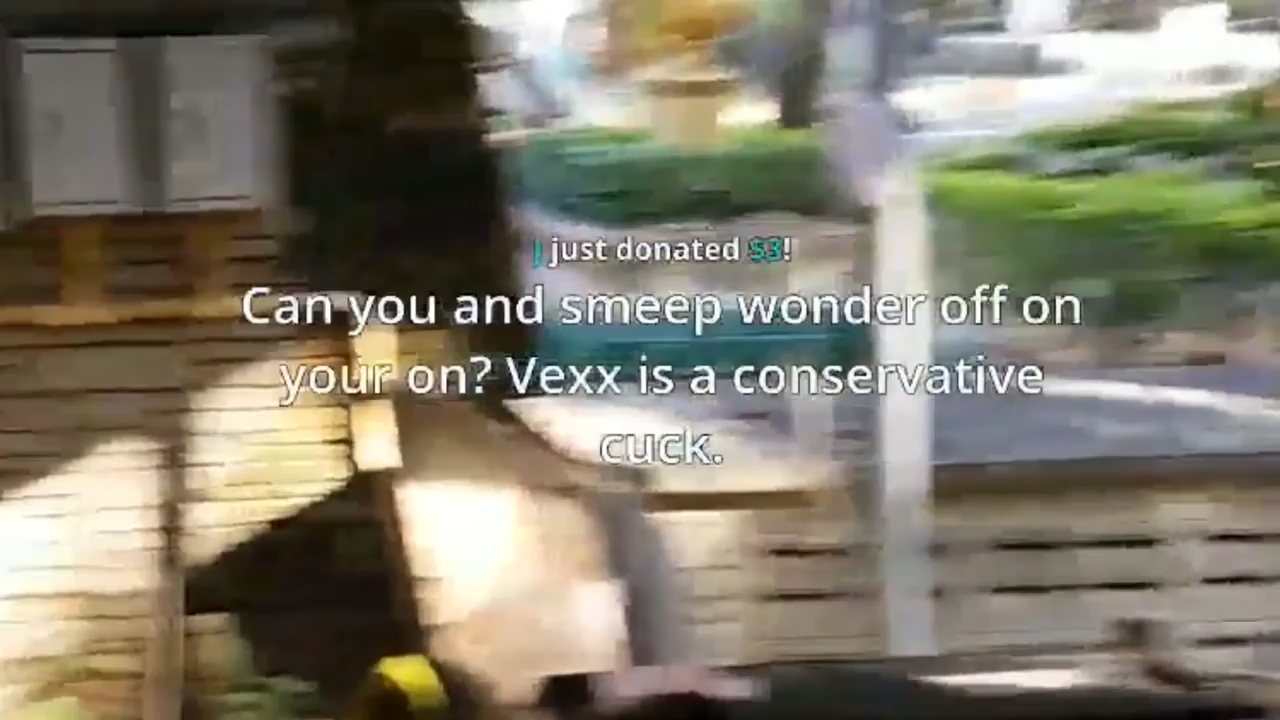 j just donated $3!
Can you and smeep wonder off on
your on? Vexx is a conservative
cuck.